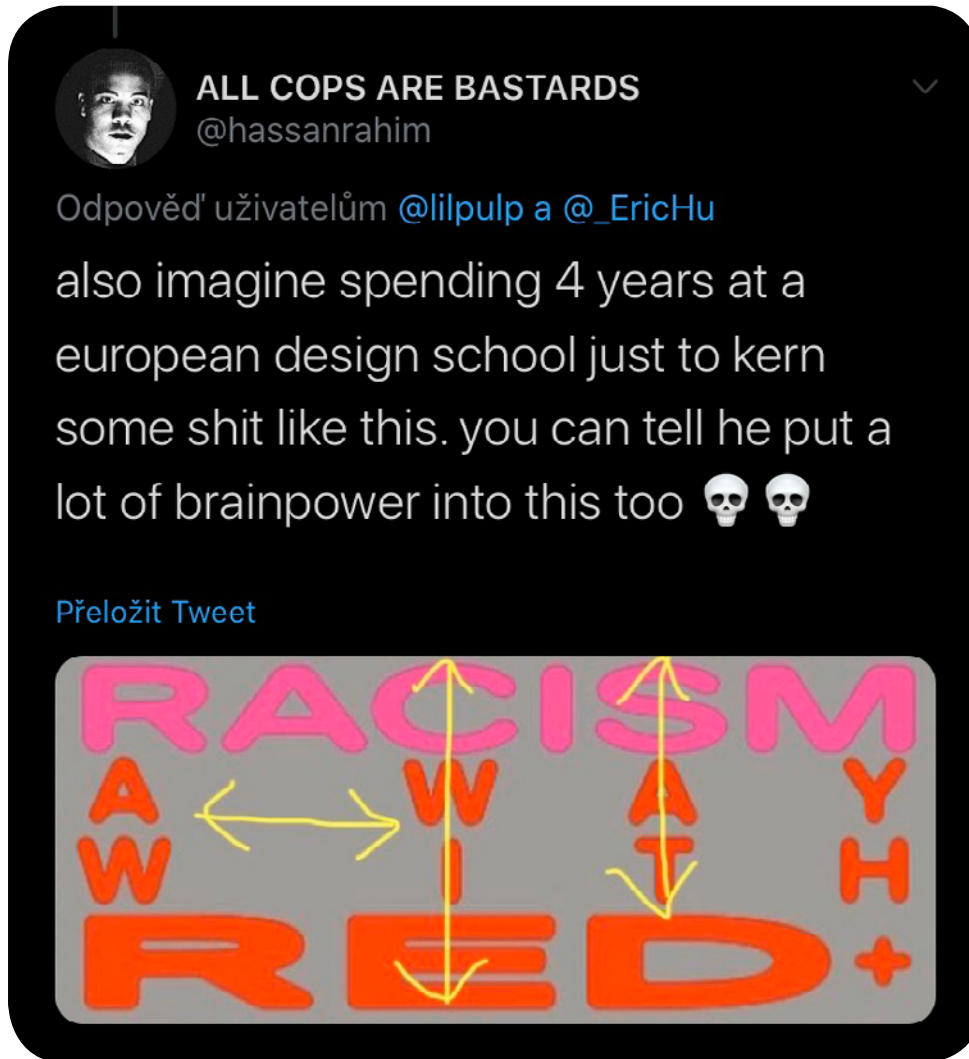 ALL COPS ARE BASTARDS
@hassanrahim
Odpověď uživatelům @lilpulp a @_EricHu
also imagine spending 4 years at a
european design school just to kern
some shit like this. you can tell he put a
lot of brainpower into this too 💀💀
Přeložit Tweet
RACISM
A W A Y
W I T H
RED+